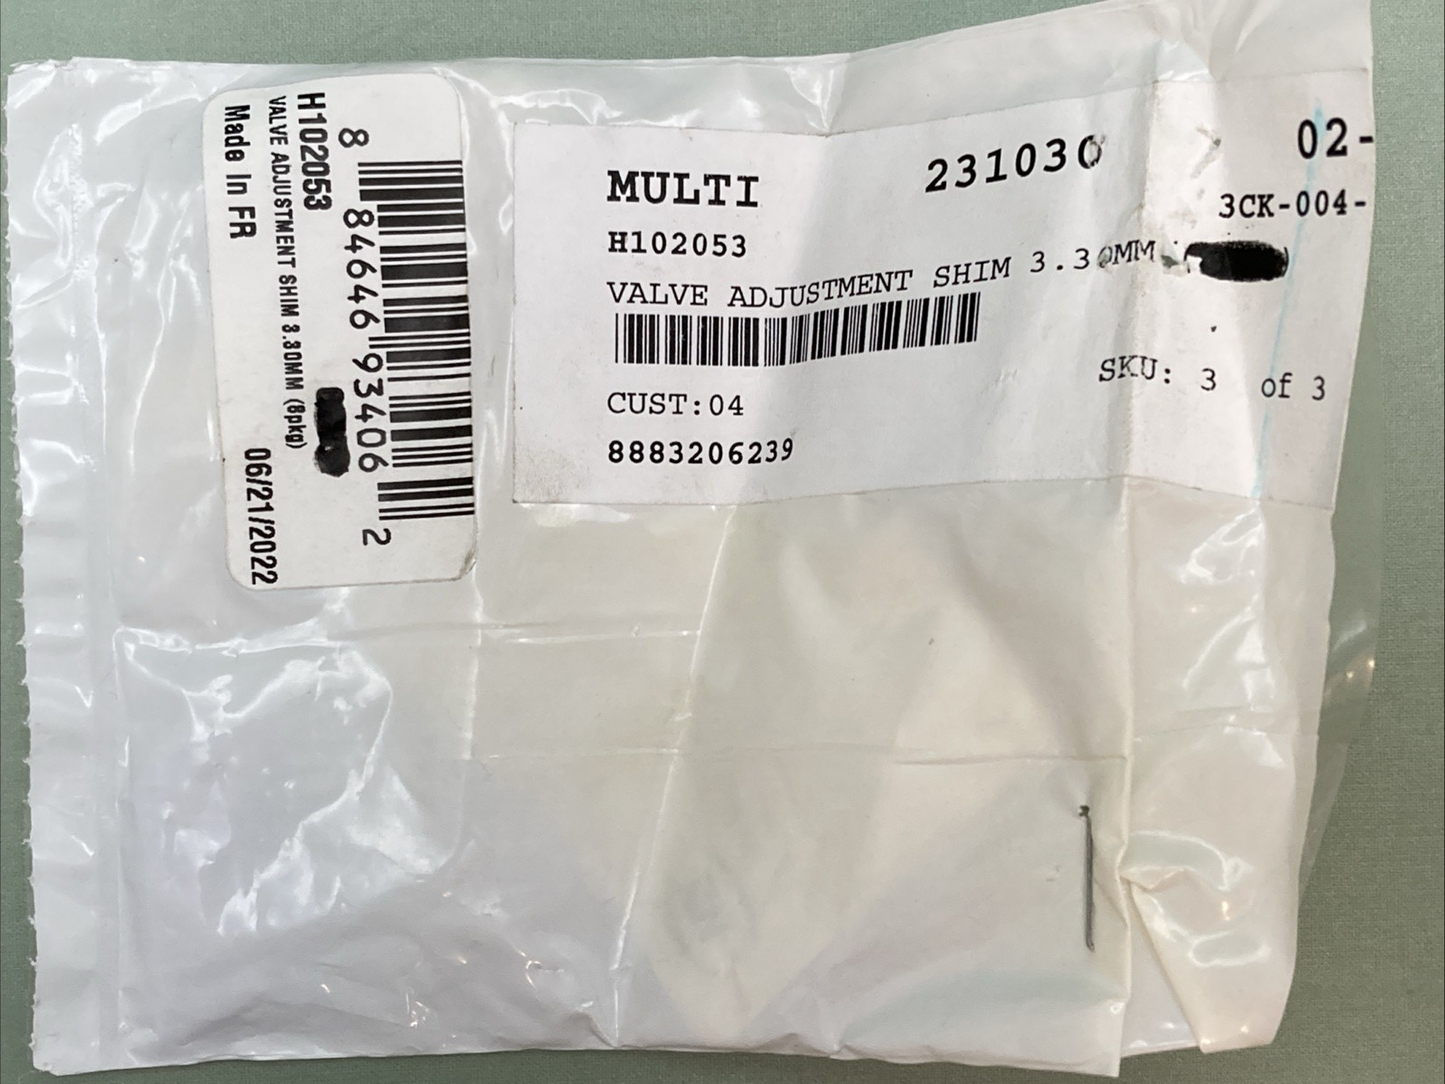 H102053
VALVE ADJUSTMENT SHIM 3.30MM (8pkg)
Made In FR
06/21/2022
8 84646 93406 2
MULTI
231030
02-
H102053
3CK-004-
VALVE ADJUSTMENT SHIM 3.30MM
SKU: 3 of 3
CUST:04
8883206239